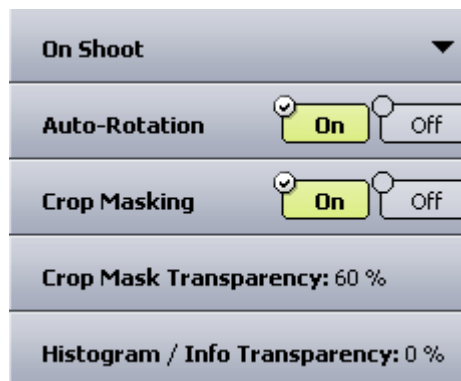 On Shoot
Auto-Rotation On Off
Crop Masking On Off
Crop Mask Transparency: 60 %
Histogram / Info Transparency: 0 %